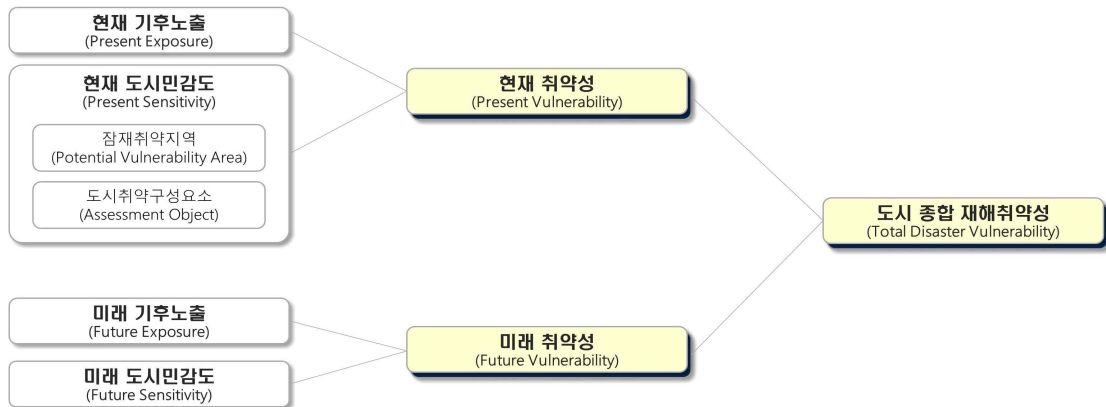 현재 기후노출
(Present Exposure)
현재 도시민감도
(Present Sensitivity)
잠재취약지역
(Potential Vulnerability Area)
도시취약구성요소
(Assessment Object)
현재 취약성
(Present Vulnerability)
도시 종합 재해취약성
(Total Disaster Vulnerability)
미래 기후노출
(Future Exposure)
미래 도시민감도
(Future Sensitivity)
미래 취약성
(Future Vulnerability)